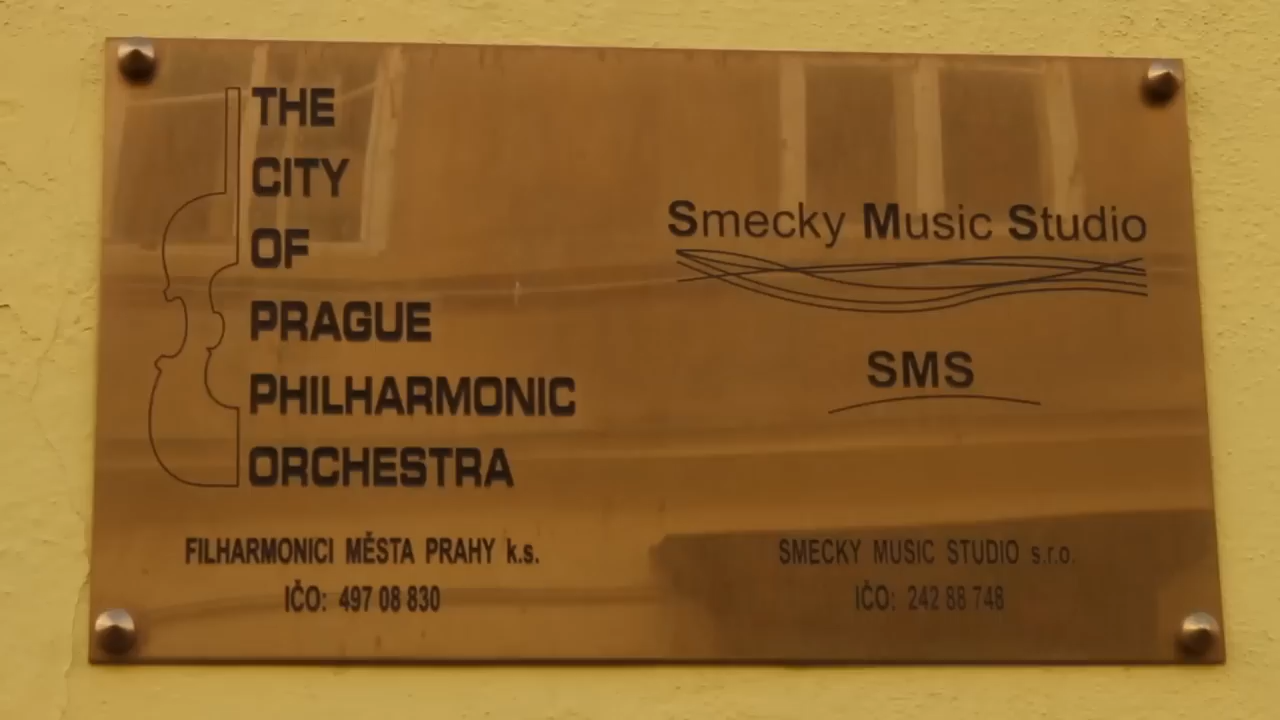 THE
CITY
OF
PRAGUE
PHILHARMONIC
ORCHESTRA
FILHARMONICI MĚSTA PRAHY k.s.
IČO: 497 08 830
Smecky Music Studio
SMS
SMECKY MUSIC STUDIO s.r.o.
IČO: 242 88 748